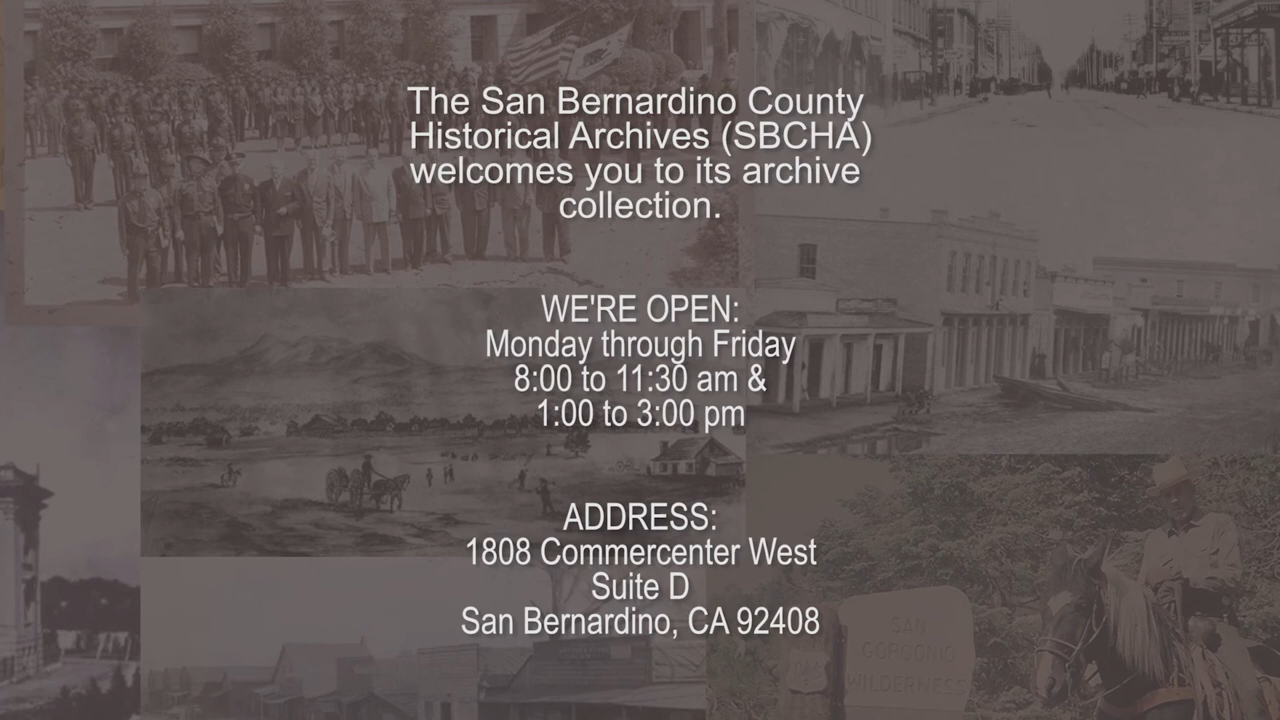 The San Bernardino County
Historical Archives (SBCHA)
welcomes you to its archive
collection.
WE'RE OPEN:
Monday through Friday
8:00 to 11:30 am &
1:00 to 3:00 pm
ADDRESS:
1808 Commercenter West
Suite D
San Bernardino, CA 92408
SAN
GORGONIO
WILDERNESS